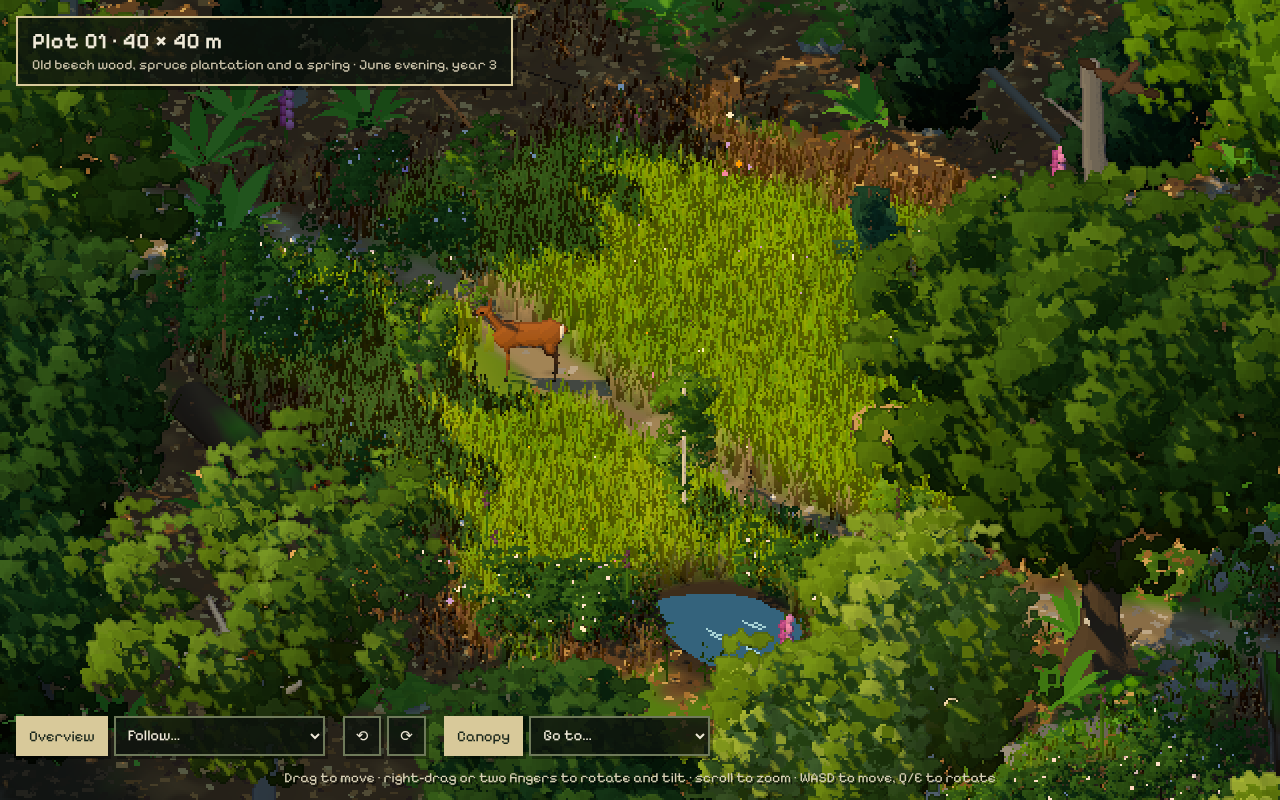 Plot 01 · 40 × 40 m
Old beech wood, spruce plantation and a spring · June evening, year 3
Overview
Follow...
⟲
⟳
Canopy
Go to...
Drag to move · right-drag or two fingers to rotate and tilt · scroll to zoom · WASD to move, Q/E to rotate